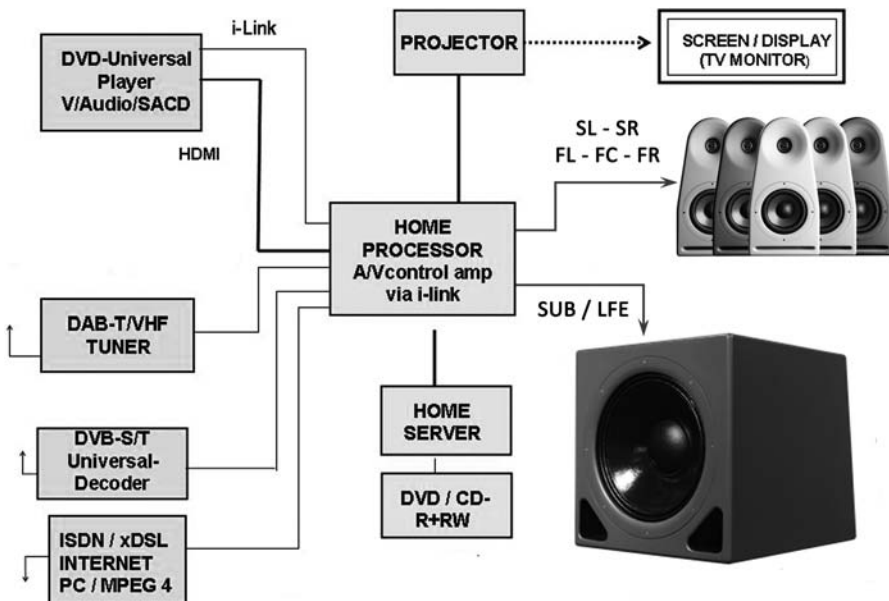 i-Link
DVD-Universal
Player
V/Audio/SACD
HDMI
PROJECTOR
SCREEN / DISPLAY
(TV MONITOR)
SL - SR
FL - FC - FR
HOME
PROCESSOR
A/Vcontrol amp
via i-link
SUB / LFE
DAB-T/VHF
TUNER
HOME
SERVER
DVB-S/T
Universal-
Decoder
DVD / CD-
R+RW
ISDN / xDSL
INTERNET
PC / MPEG 4